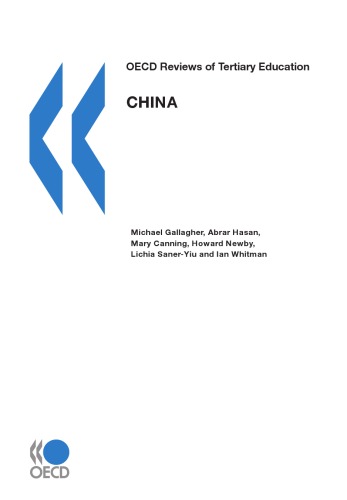 OECD Reviews of Tertiary Education
CHINA
Michael Gallagher, Abrar Hasan,
Mary Canning, Howard Newby,
Lichia Saner-Yiu and Ian Whitman
OECD